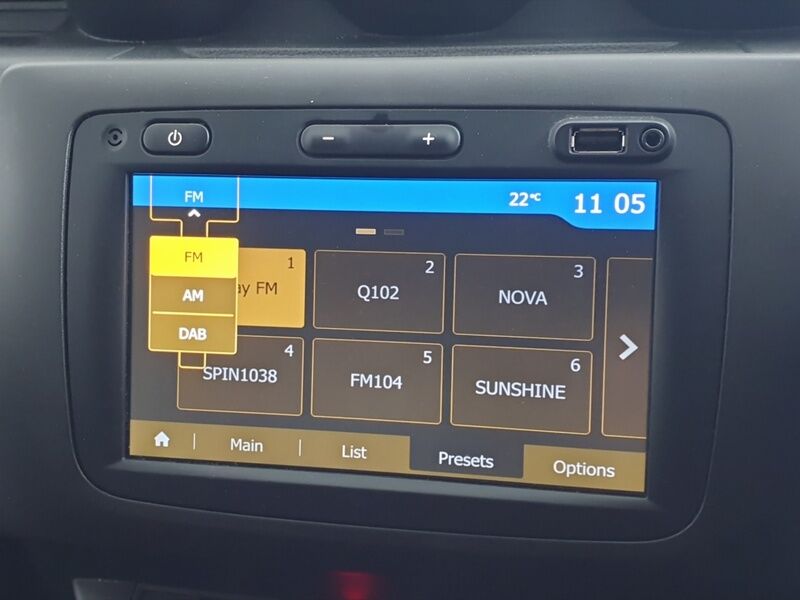 − +
FM 22°C 11 05
FM
AM
DAB
ay FM 1
Q102 2
NOVA 3
SPIN1038 4
FM104 5
SUNSHINE 6
Main | List Presets Options